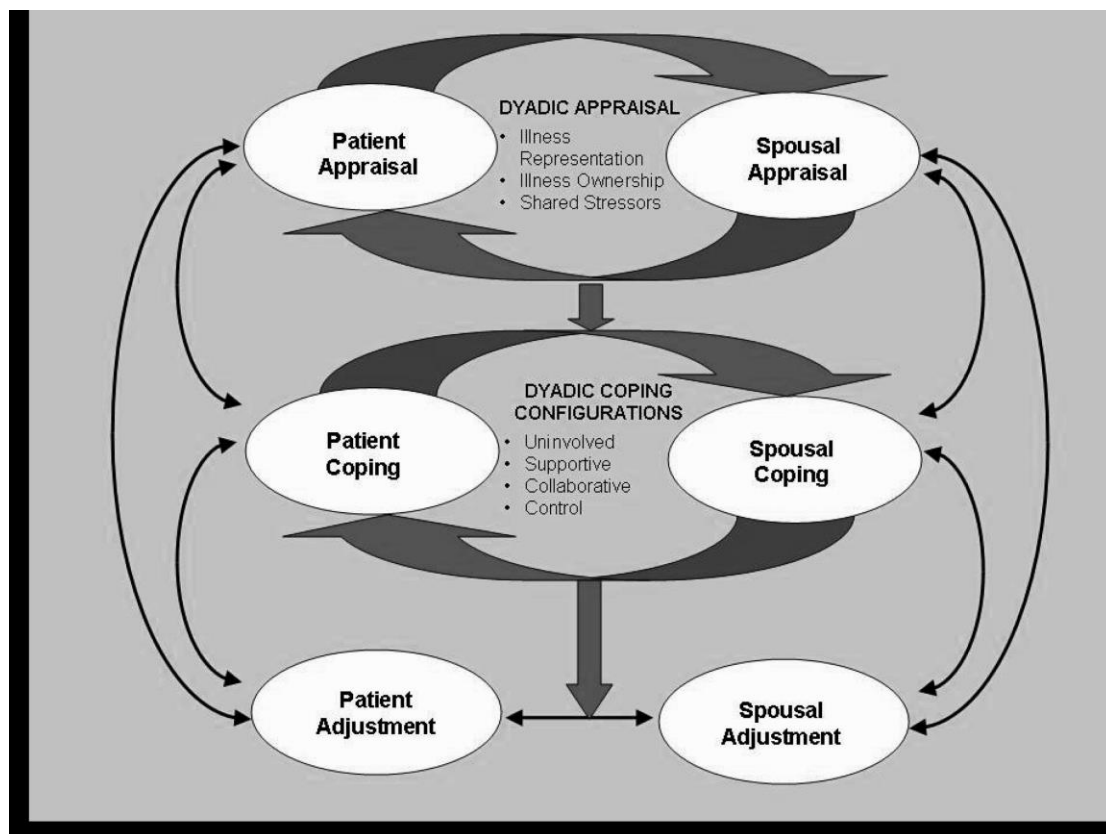 DYADIC APPRAISAL
Patient
Appraisal
• Illness
Representation
• Illness Ownership
• Shared Stressors
Spousal
Appraisal
DYADIC COPING
CONFIGURATIONS
Patient
Coping
• Uninvolved
• Supportive
• Collaborative
• Control
Spousal
Coping
Patient
Adjustment
Spousal
Adjustment